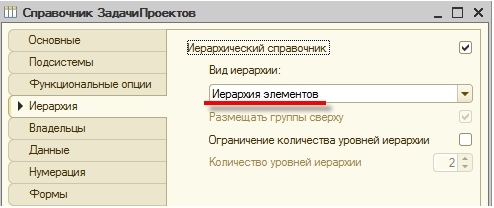 Справочник ЗадачиПроектов
Основные
Подсистемы
Функциональные опции
Иерархия
Владельцы
Данные
Нумерация
Формы
Иерархический справочник
Вид иерархии:
Иерархия элементов
Размещать группы сверху
Ограничение количества уровней иерархии
Количество уровней иерархии
2